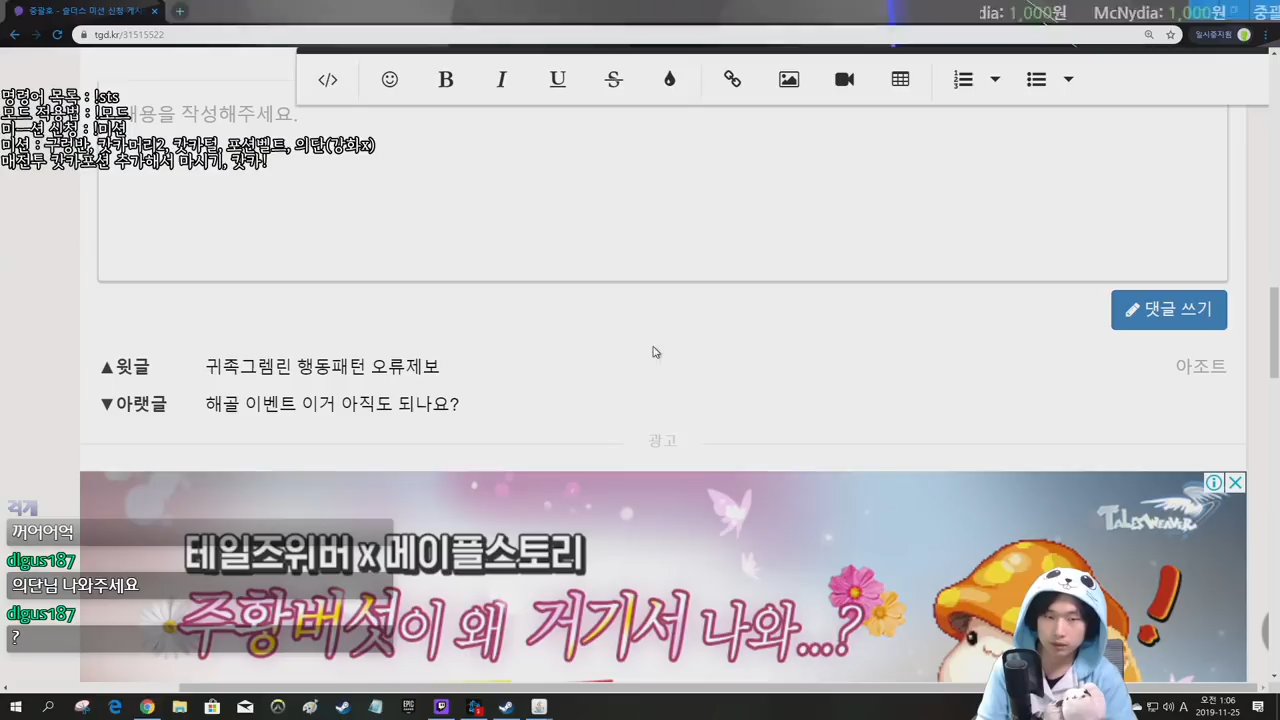 중괄호 - 슬더스 미션 신청 게시
dia: 1,000원 McNydia: 1,000원 중괄
tgd.kr/31515522
일시중지됨
명령어 목록 : !sts
모드 적용법 : !모드
내용을 작성해주세요.
미션 신청 : !미션
미션 : 구렁반, 캇카머리2, 캇카털, 포션벨트, 의단(강화x)
매전투 캇카포션 추가해서 마시기, 캇카!
댓글 쓰기
▲윗글 귀족그렘린 행동패턴 오류제보 아조트
▼아랫글 해골 이벤트 이거 아직도 되나요?
광고
꺼어어억
dlgus187
의단님 나와주세요
dlgus187
?
TALESWEAVER
테일즈위버 x 메이플스토리
주황버섯이 왜 거기서 나와...?
오전 1:06
2019-11-25